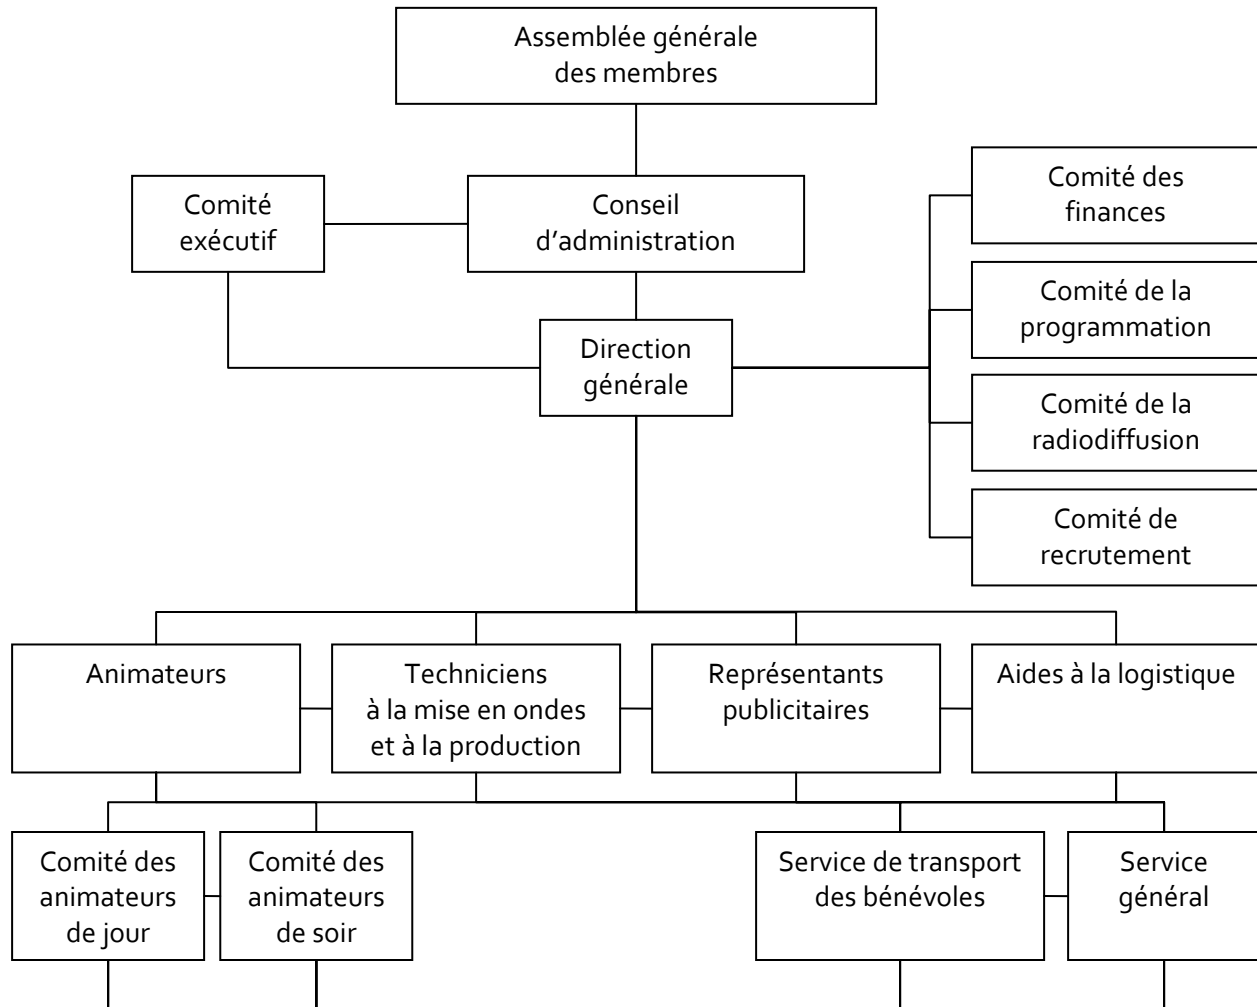 Assemblée générale
des membres
Comité
exécutif
Conseil
d’administration
Comité des
finances
Comité de la
programmation
Direction
générale
Comité de la
radiodiffusion
Comité de
recrutement
Animateurs
Techniciens
à la mise en ondes
et à la production
Représentants
publicitaires
Aides à la logistique
Comité des
animateurs
de jour
Comité des
animateurs
de soir
Service de transport
des bénévoles
Service
général